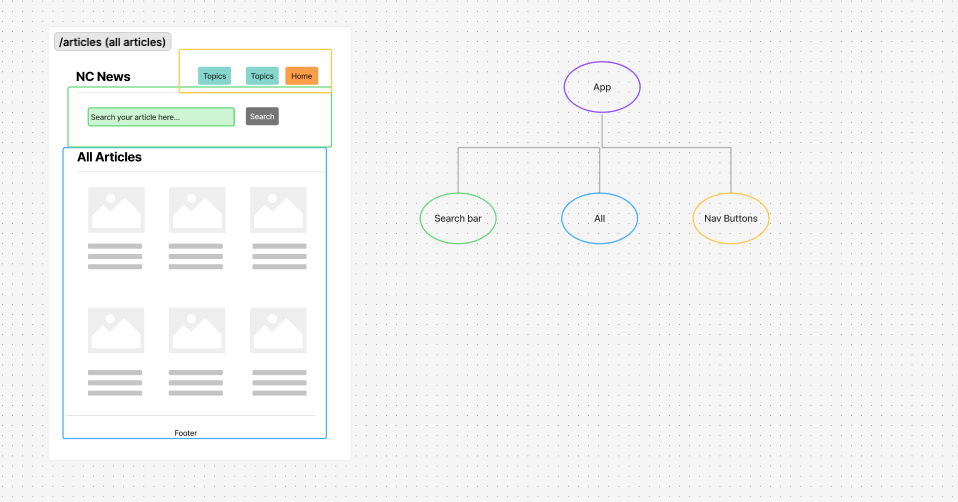 /articles (all articles)
NC News
Topics
Topics
Home
Search your article here...
Search
All Articles
Footer
App
Search bar
All
Nav Buttons